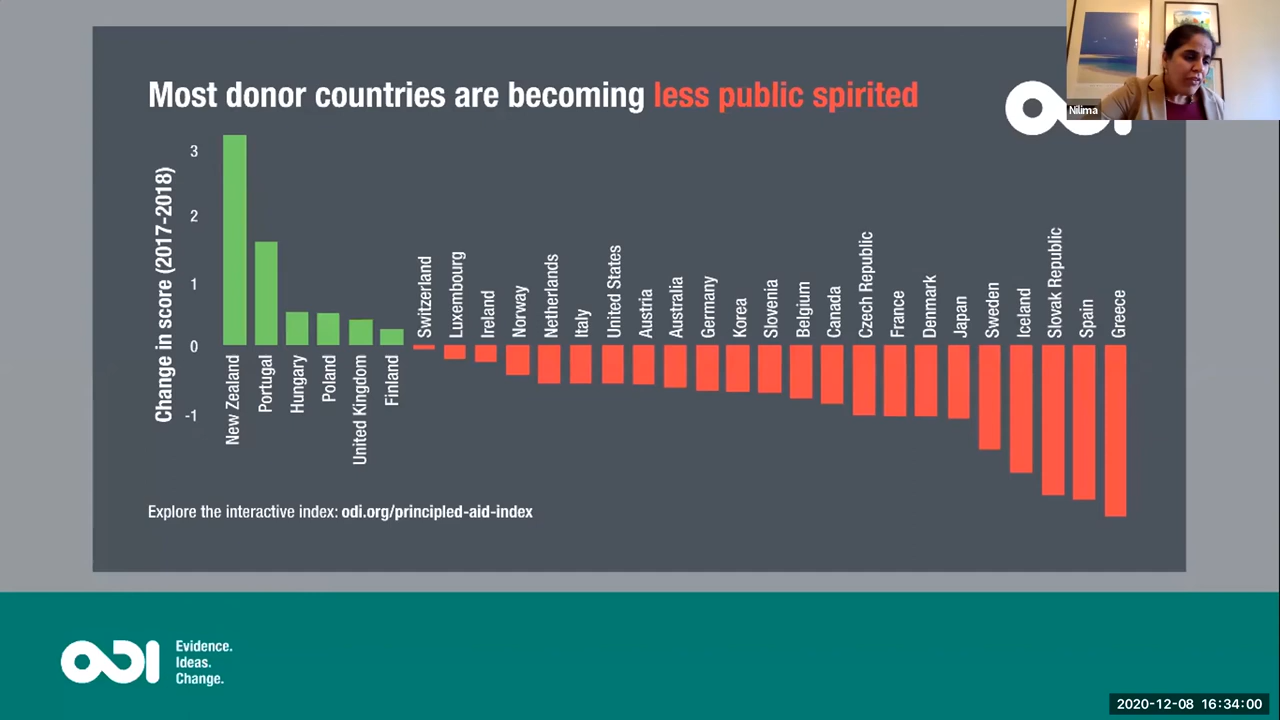 Most donor countries are becoming less public spirited
ODI
Nilima
Change in score (2017-2018)
3
2
1
0
-1
New Zealand
Portugal
Hungary
Poland
United Kingdom
Finland
Switzerland
Luxembourg
Ireland
Norway
Netherlands
Italy
United States
Austria
Australia
Germany
Korea
Slovenia
Belgium
Canada
Czech Republic
France
Denmark
Japan
Sweden
Iceland
Slovak Republic
Spain
Greece
Explore the interactive index: odi.org/principled-aid-index
ODI
Evidence.
Ideas.
Change.
2020-12-08 16:34:00